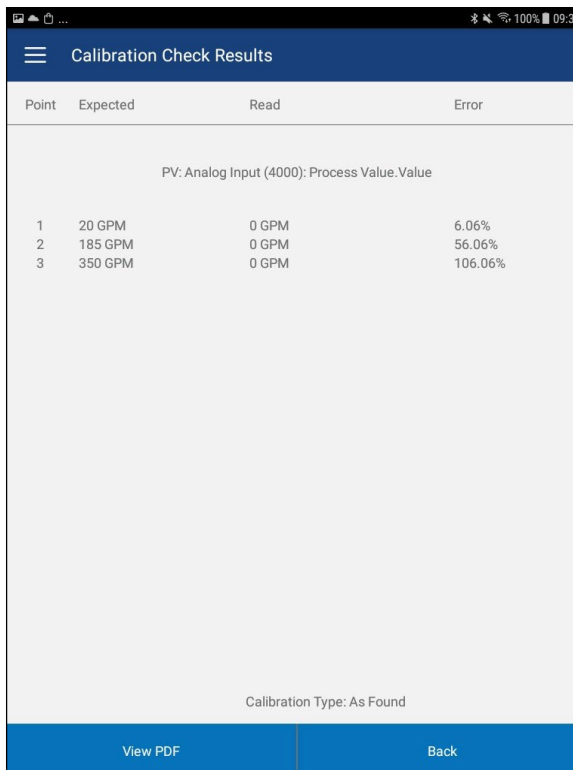 ... 100% 09:3
Calibration Check Results
Point Expected Read Error
PV: Analog Input (4000): Process Value.Value
1 20 GPM 0 GPM 6.06%
2 185 GPM 0 GPM 56.06%
3 350 GPM 0 GPM 106.06%
Calibration Type: As Found
View PDF Back